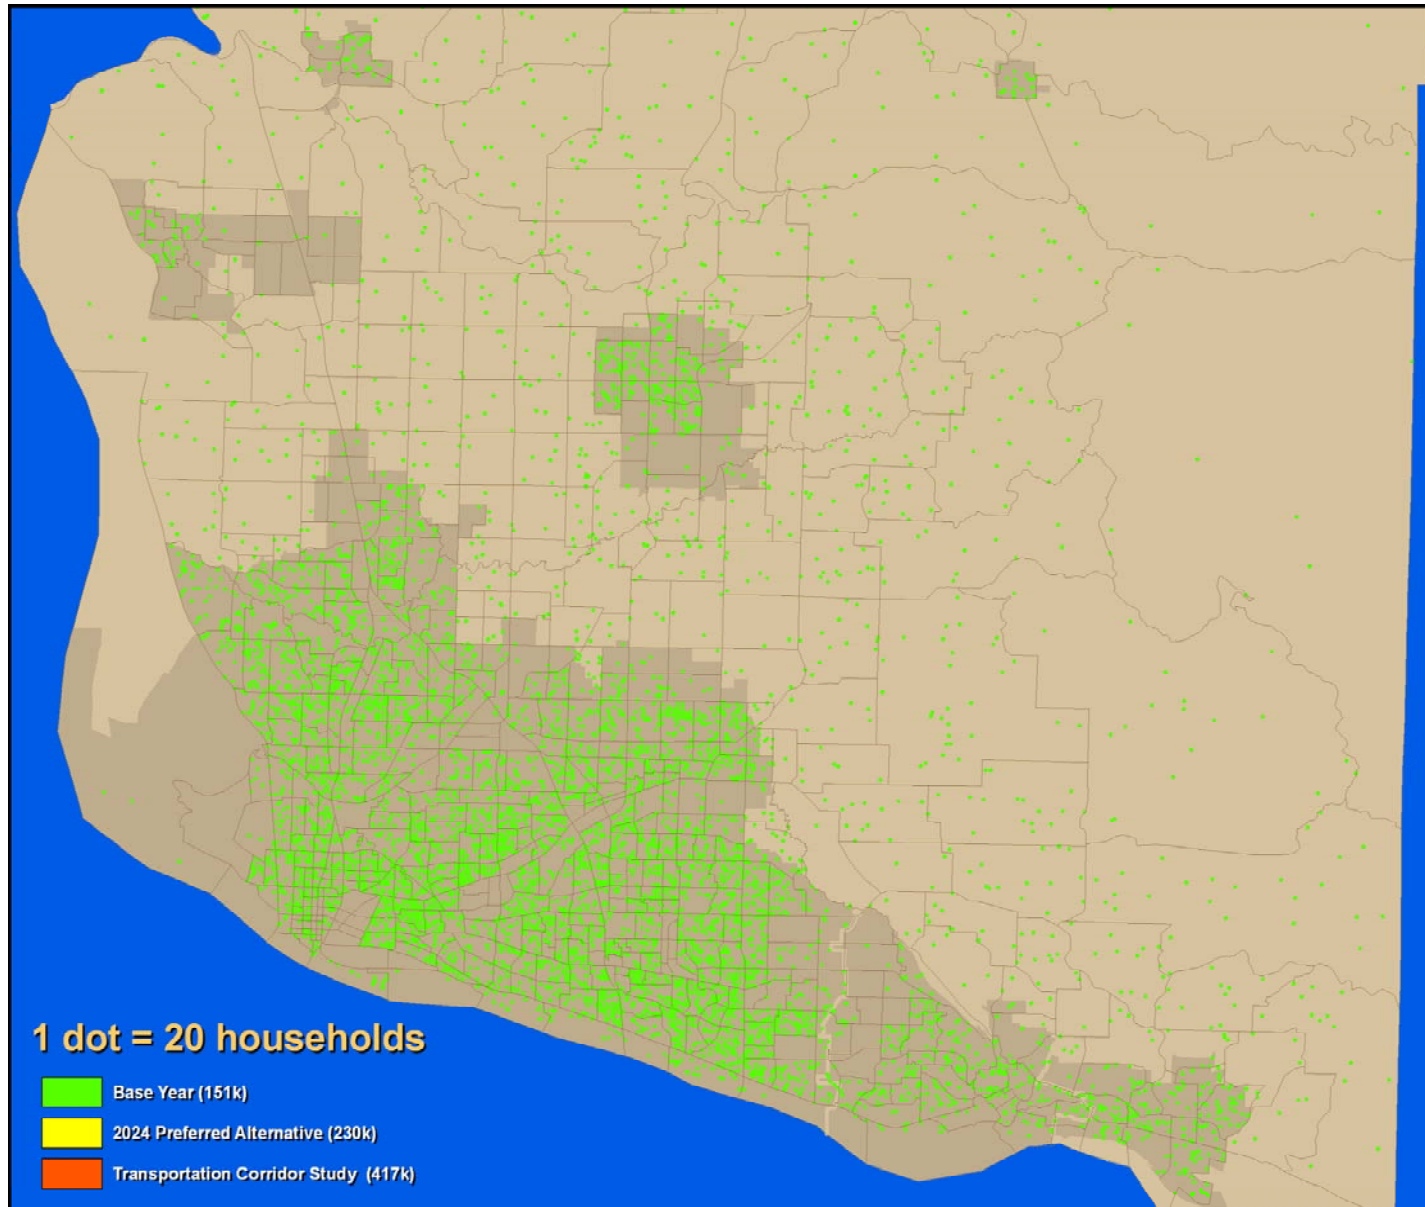 1 dot = 20 households
Base Year (151k)
2024 Preferred Alternative (230k)
Transportation Corridor Study (417k)